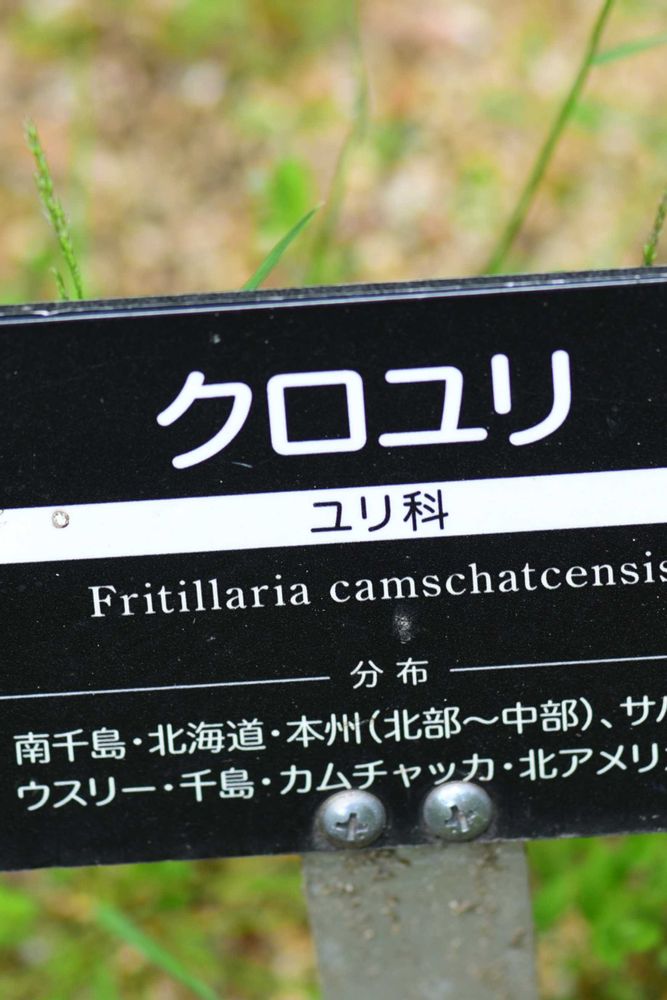 クロユリ
ユリ科
Fritillaria camschatcensis
分布
南千島・北海道・本州(北部～中部)、サハ
ウスリー・千島・カムチャッカ・北アメリ